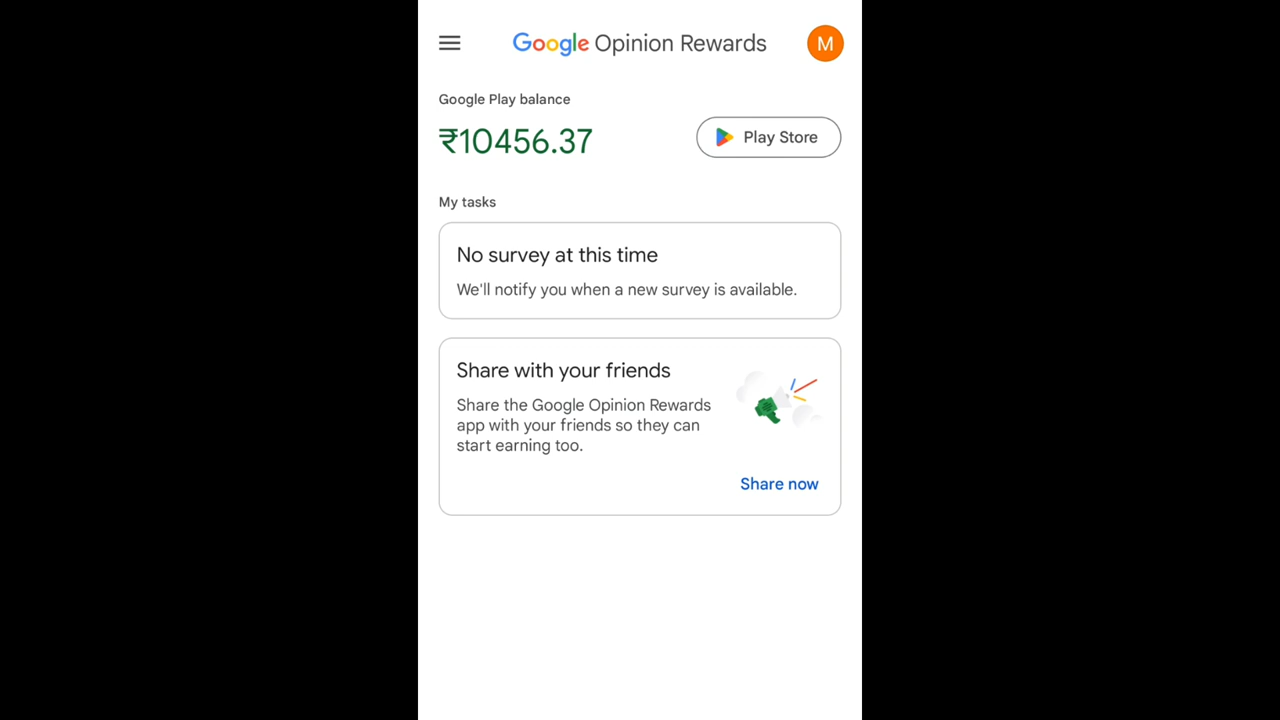 Google Opinion Rewards
M
Google Play balance
₹10456.37
Play Store
My tasks
No survey at this time
We'll notify you when a new survey is available.
Share with your friends
Share the Google Opinion Rewards
app with your friends so they can
start earning too.
Share now